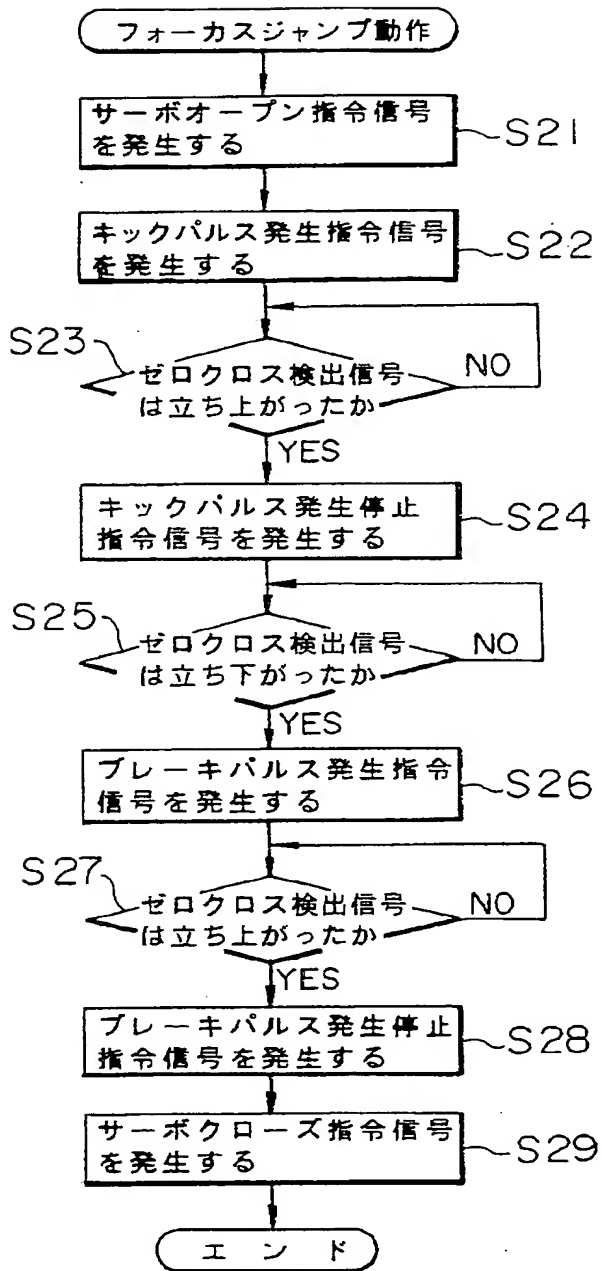 フォーカスジャンプ動作
サーボオープン指令信号
を発生する
S21
キックパルス発生指令信号
を発生する
S22
S23
ゼロクロス検出信号
は立ち上がったか
NO
YES
キックパルス発生停止
指令信号を発生する
S24
S25
ゼロクロス検出信号
は立ち下がったか
NO
YES
ブレーキパルス発生指令
信号を発生する
S26
S27
ゼロクロス検出信号
は立ち上がったか
NO
YES
ブレーキパルス発生停止
指令信号を発生する
S28
サーボクローズ指令信号
を発生する
S29
エンド